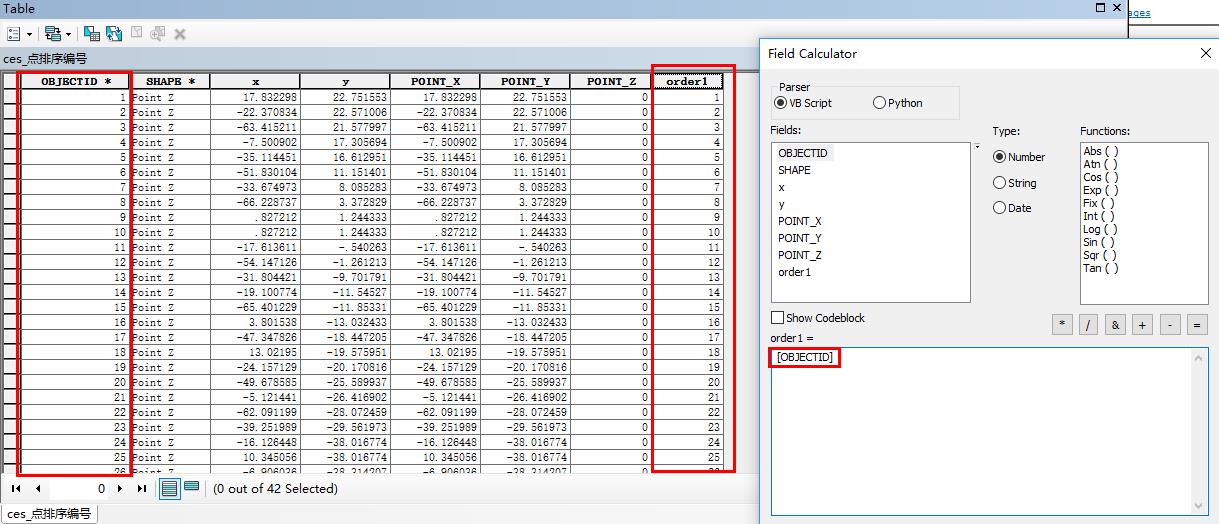 Table
ages
ces_点排序编号
OBJECTID * SHAPE * x y POINT_X POINT_Y POINT_Z order1
1 Point Z 17.832298 22.751553 17.832298 22.751553 0 1
2 Point Z -22.370834 22.571006 -22.370834 22.571006 0 2
3 Point Z -63.415211 21.577997 -63.415211 21.577997 0 3
4 Point Z -7.500902 17.305694 -7.500902 17.305694 0 4
5 Point Z -35.114451 16.612951 -35.114451 16.612951 0 5
6 Point Z -51.830104 11.151401 -51.830104 11.151401 0 6
7 Point Z -33.674973 8.085283 -33.674973 8.085283 0 7
8 Point Z -66.228737 3.372829 -66.228737 3.372829 0 8
9 Point Z .827212 1.244333 .827212 1.244333 0 9
10 Point Z .827212 1.244333 .827212 1.244333 0 10
11 Point Z -17.613611 -.540263 -17.613611 -.540263 0 11
12 Point Z -54.147126 -1.261213 -54.147126 -1.261213 0 12
13 Point Z -31.804421 -9.701791 -31.804421 -9.701791 0 13
14 Point Z -19.100774 -11.54527 -19.100774 -11.54527 0 14
15 Point Z -65.401229 -11.85331 -65.401229 -11.85331 0 15
16 Point Z 3.801538 -13.032433 3.801538 -13.032433 0 16
17 Point Z -47.347826 -18.447205 -47.347826 -18.447205 0 17
18 Point Z 13.02195 -19.575951 13.02195 -19.575951 0 18
19 Point Z -24.157129 -20.170816 -24.157129 -20.170816 0 19
20 Point Z -49.678585 -25.589937 -49.678585 -25.589937 0 20
21 Point Z -5.121441 -26.416902 -5.121441 -26.416902 0 21
22 Point Z -62.091199 -28.072459 -62.091199 -28.072459 0 22
23 Point Z -39.251989 -29.561973 -39.251989 -29.561973 0 23
24 Point Z -16.126448 -38.016774 -16.126448 -38.016774 0 24
25 Point Z 10.345056 -38.016774 10.345056 -38.016774 0 25
26 Point Z -6.906036 -38.314207 -6.906036 -38.314207 0
0 (0 out of 42 Selected)
ces_点排序编号
Field Calculator
Parser
VB Script Python
Fields: Type: Functions:
OBJECTID
SHAPE
x
y
POINT_X
POINT_Y
POINT_Z
order1
Number
String
Date
Abs ( )
Atn ( )
Cos ( )
Exp ( )
Fix ( )
Int ( )
Log ( )
Sin ( )
Sqr ( )
Tan ( )
Show Codeblock
* / & + - =
order1 =
[OBJECTID]